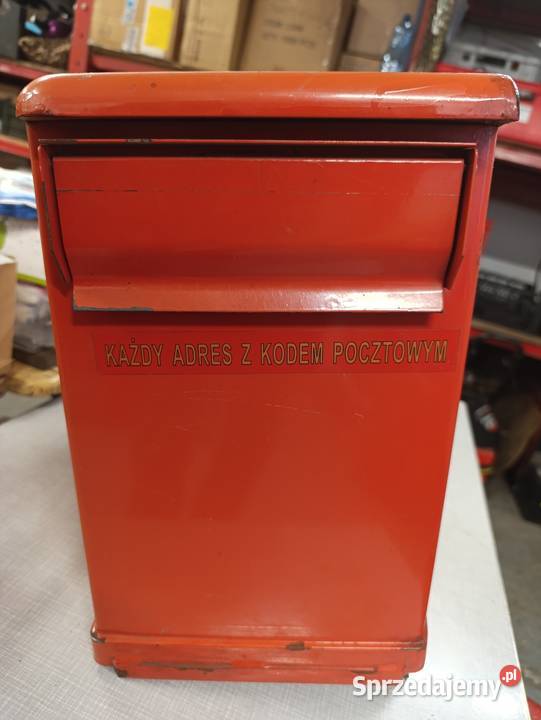 KAŻDY ADRES Z KODEM POCZTOWYM
Sprzedajemy.pl